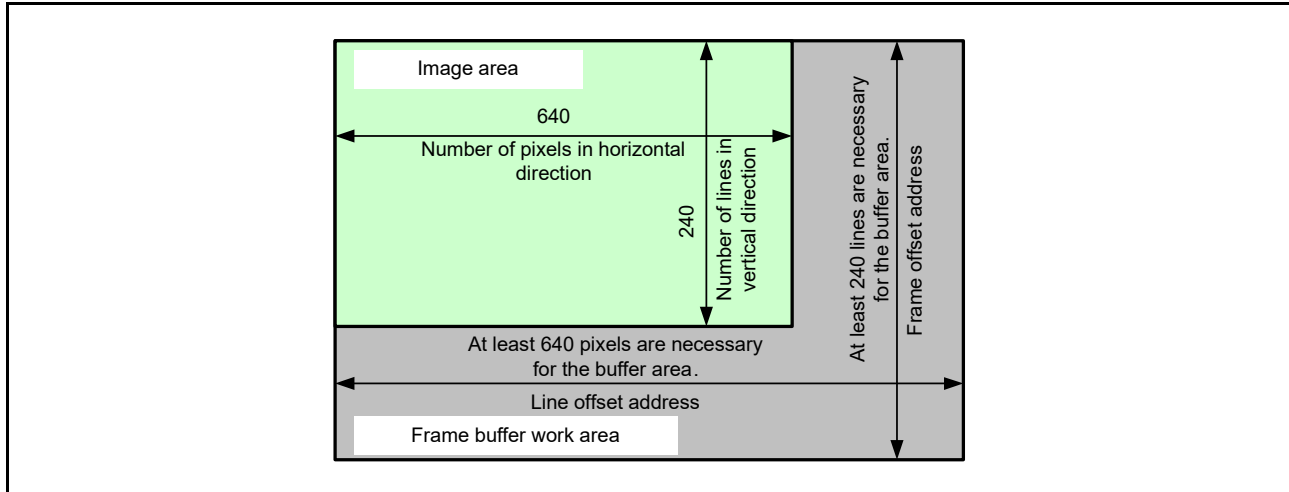 Image area
640
Number of pixels in horizontal
direction
240
Number of lines in
vertical direction
At least 240 lines are necessary
for the buffer area.
Frame offset address
At least 640 pixels are necessary
for the buffer area.
Line offset address
Frame buffer work area